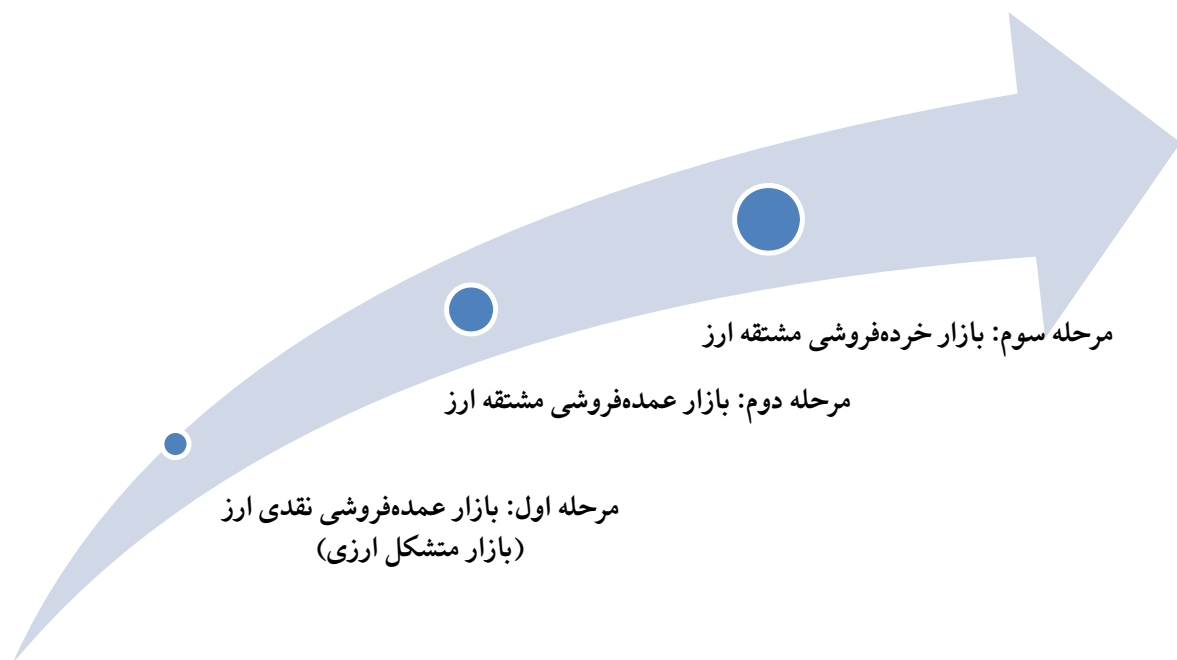 مرحله سوم: بازار خرده‌فروشی مشتقه ارز
مرحله دوم: بازار عمده‌فروشی مشتقه ارز
مرحله اول: بازار عمده‌فروشی نقدی ارز
(بازار متشکل ارزی)